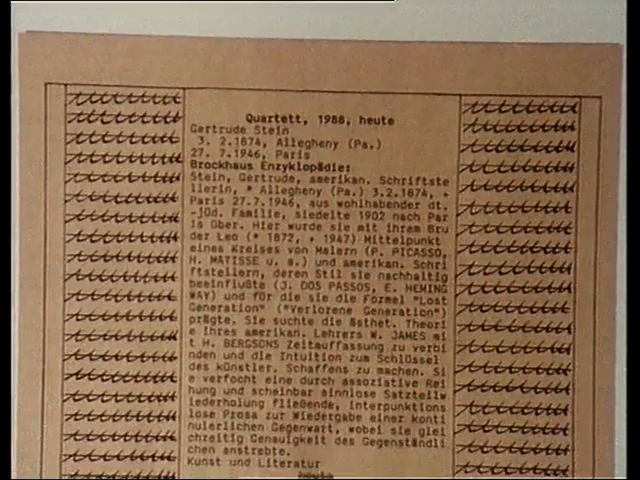 Quartett, 1988, heute
Gertrude Stein
3. 2.1874, Allegheny (Pa.)
27. 7.1946, Paris
Brockhaus Enzyklopädie:
Stein, Gertrude, amerikan. Schriftste
llerin, * Allegheny (Pa.) 3.2.1874, +
Paris 27.7.1946, aus wohlhabender dt.
-jüd. Familie, siedelte 1902 nach Par
is über. Hier wurde sie mit ihrem Bru
der Leo (* 1872, + 1947) Mittelpunkt
eines Kreises von Malern (P. PICASSO,
H. MATISSE u. a.) und amerikan. Schri
ftstellern, deren Stil sie nachhaltig
beeinflußte (J. DOS PASSOS, E. HEMING
WAY) und für die sie die Formel "Lost
Generation" ("Verlorene Generation")
prägte. Sie suchte die ästhet. Theori
e ihres amerikan. Lehrers W. JAMES mi
t H. BERGSONS Zeitauffassung zu verbi
nden und die Intuition zum Schlüssel
des künstler. Schaffens zu machen. Si
e verfocht eine durch assoziative Rei
hung und scheinbar sinnlose Satzteilw
iederholung fließende, interpunktions
lose Prosa zur Wiedergabe einer konti
nuierlichen Gegenwart, wobei sie glei
chzeitig Genauigkeit des Gegenständli
chen anstrebte.
Kunst und Literatur
heute